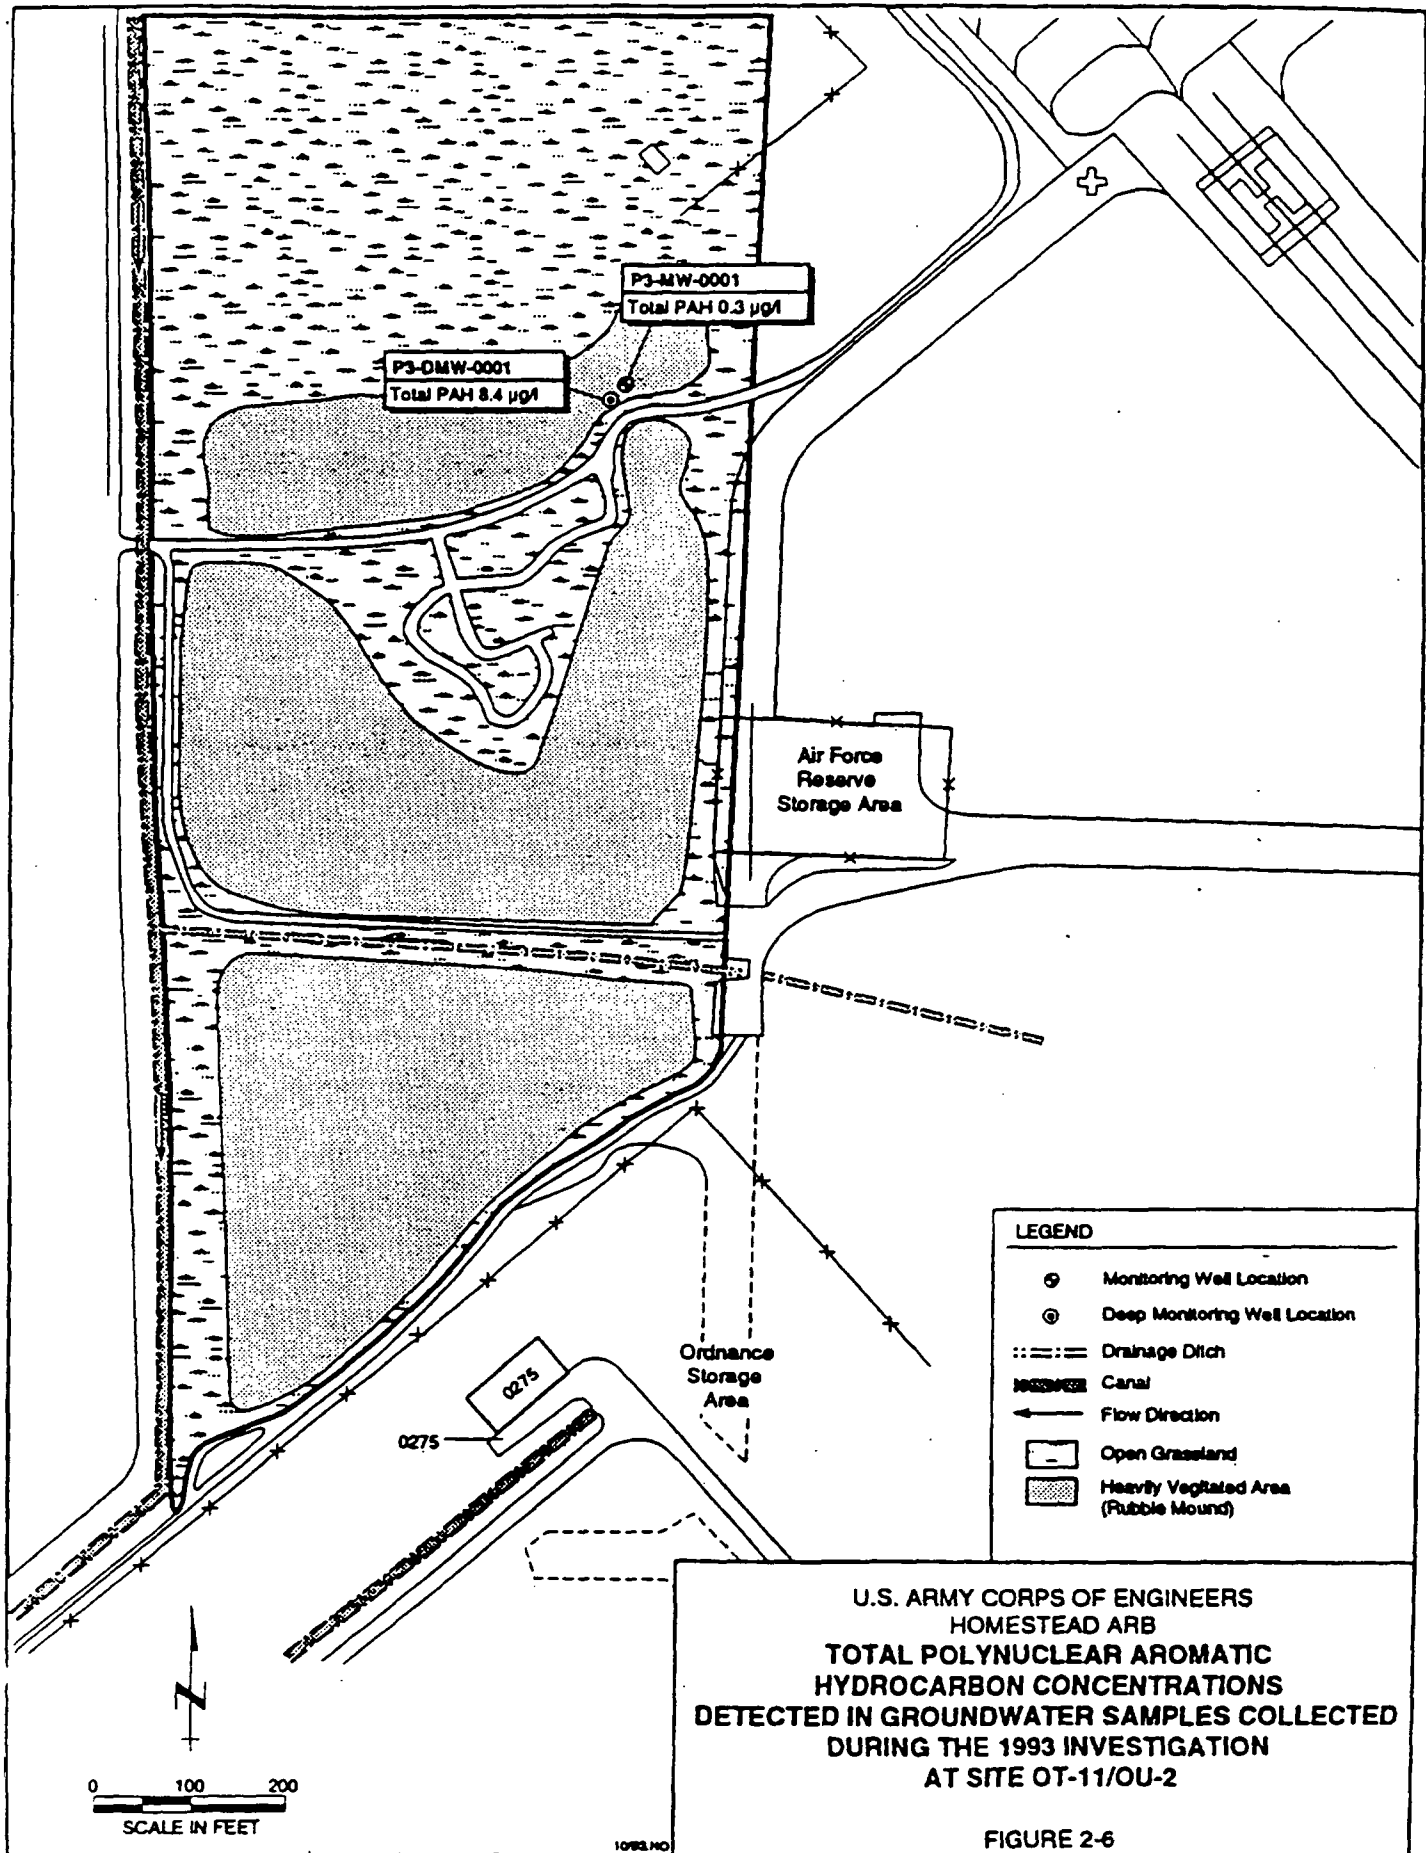 P3-MW-0001
Total PAH 0.3 µg/l
P3-DMW-0001
Total PAH 8.4 µg/l
Air Force
Reserve
Storage Area
Ordnance
Storage
Area
0275
0275
LEGEND
Monitoring Well Location
Deep Monitoring Well Location
Drainage Ditch
Canal
Flow Direction
Open Grassland
Heavily Vegitated Area
(Rubble Mound)
N
0 100 200
SCALE IN FEET
U.S. ARMY CORPS OF ENGINEERS
HOMESTEAD ARB
TOTAL POLYNUCLEAR AROMATIC
HYDROCARBON CONCENTRATIONS
DETECTED IN GROUNDWATER SAMPLES COLLECTED
DURING THE 1993 INVESTIGATION
AT SITE OT-11/OU-2
FIGURE 2-6